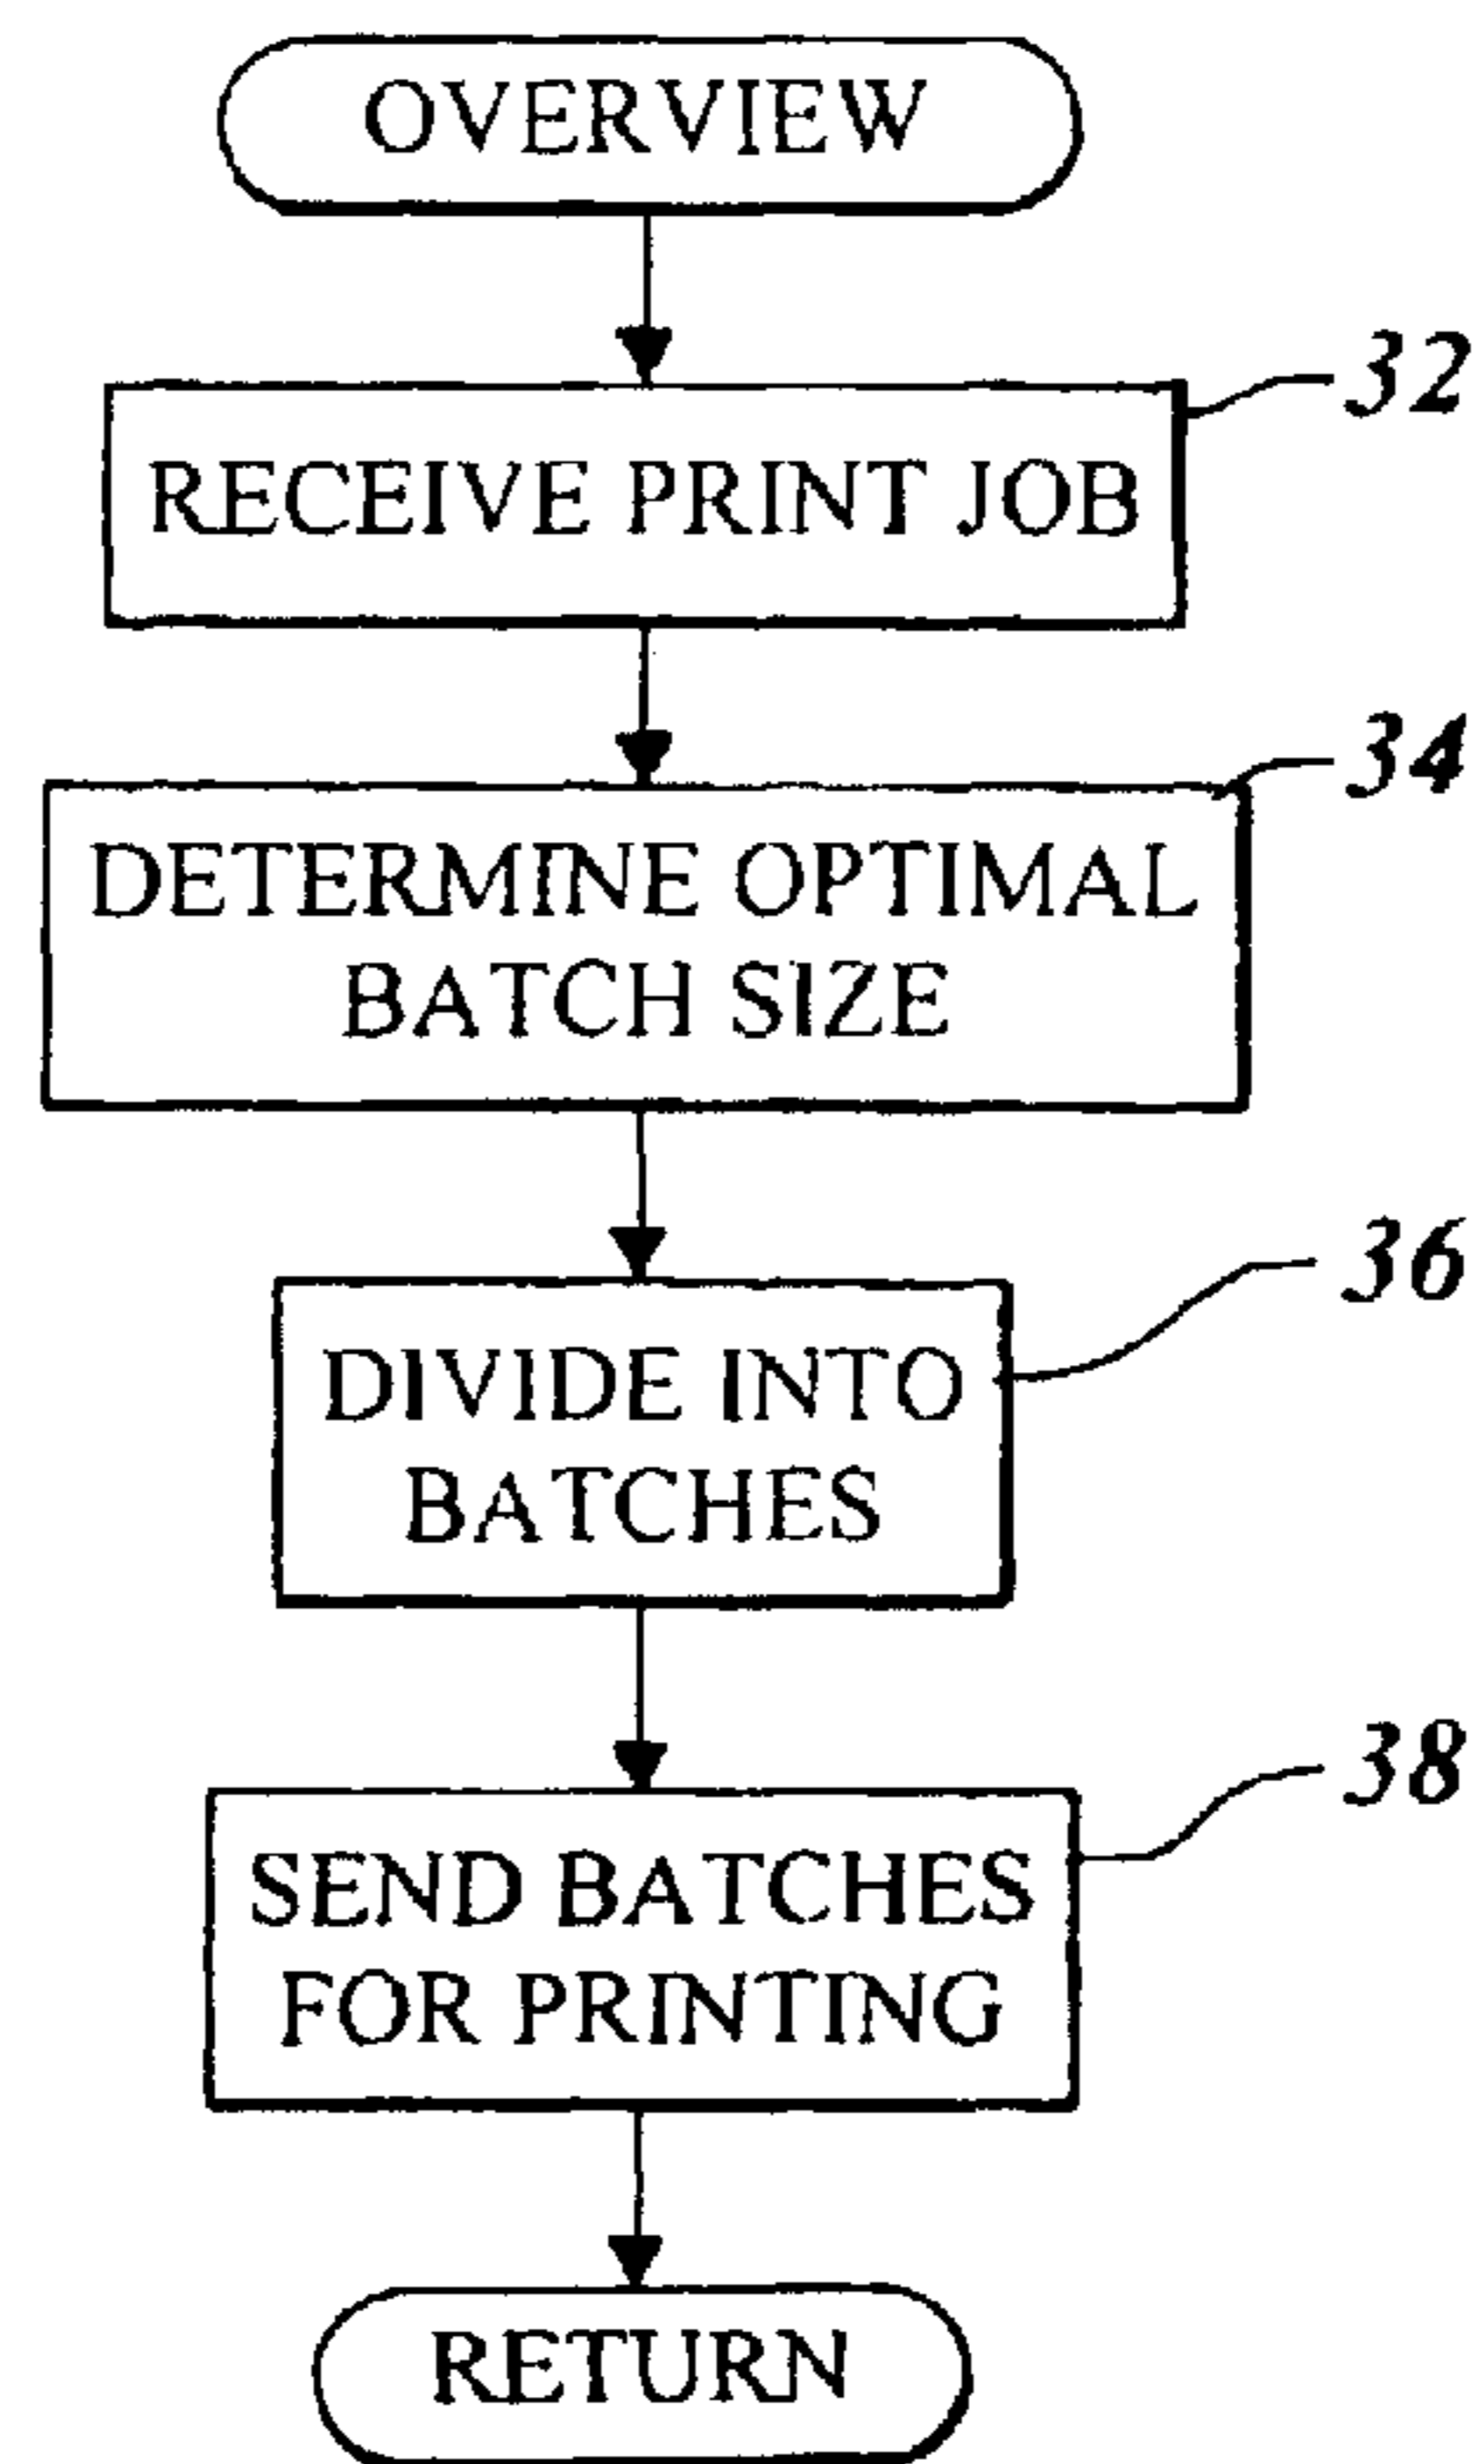 OVERVIEW
32
RECEIVE PRINT JOB
34
DETERMINE OPTIMAL
BATCH SIZE
36
DIVIDE INTO
BATCHES
38
SEND BATCHES
FOR PRINTING
RETURN